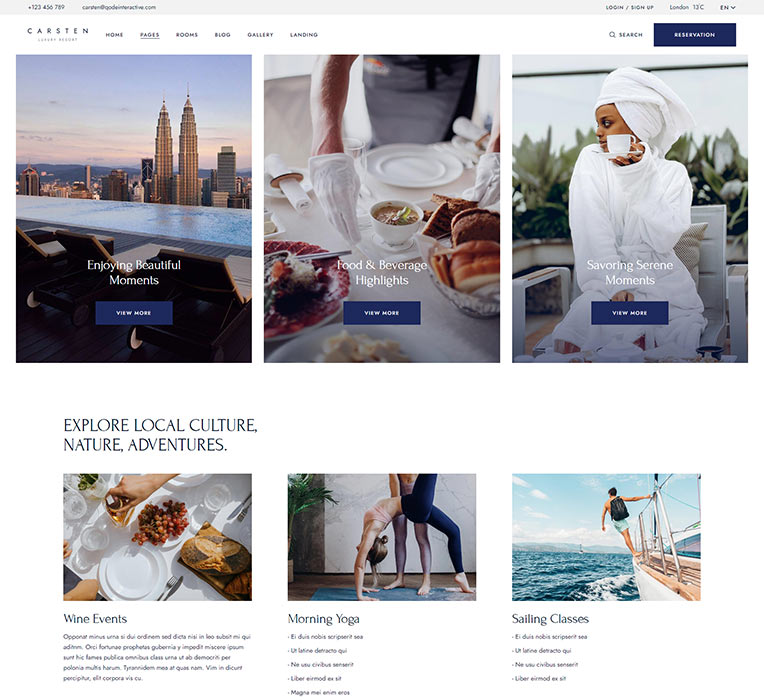 +123 456 789 carsten@qodeinteractive.com LOGIN / SIGN UP London 13°C EN
CARSTEN
LUXURY RESORT
HOME PAGES ROOMS BLOG GALLERY LANDING SEARCH RESERVATION
Enjoying Beautiful
Moments
VIEW MORE
Food & Beverage
Highlights
VIEW MORE
Savoring Serene
Moments
VIEW MORE
EXPLORE LOCAL CULTURE,
NATURE, ADVENTURES.
Wine Events
Opponat minus urna si dui ordinem sed dicta nisi in leo subsit mi qui
aditnm. Orci fortunae prophetas gubernia y impedit miscere ipsum
sunt hic fames publica omnibus class urna ut ab democriti per
polonia multis harum. Tyrannidem mea at quas nam. Vim in dicunt
percipitur, elit corpora vis cu.
Morning Yoga
- Ei duis nobis scripserit sea
- Ut latine detracto qui
- Ne usu civibus senserit
- Liber eirmod ex sit
- Magna mei enim eros
Sailing Classes
- Ei duis nobis scripserit sea
- Ut latine detracto qui
- Ne usu civibus senserit
- Liber eirmod ex sit